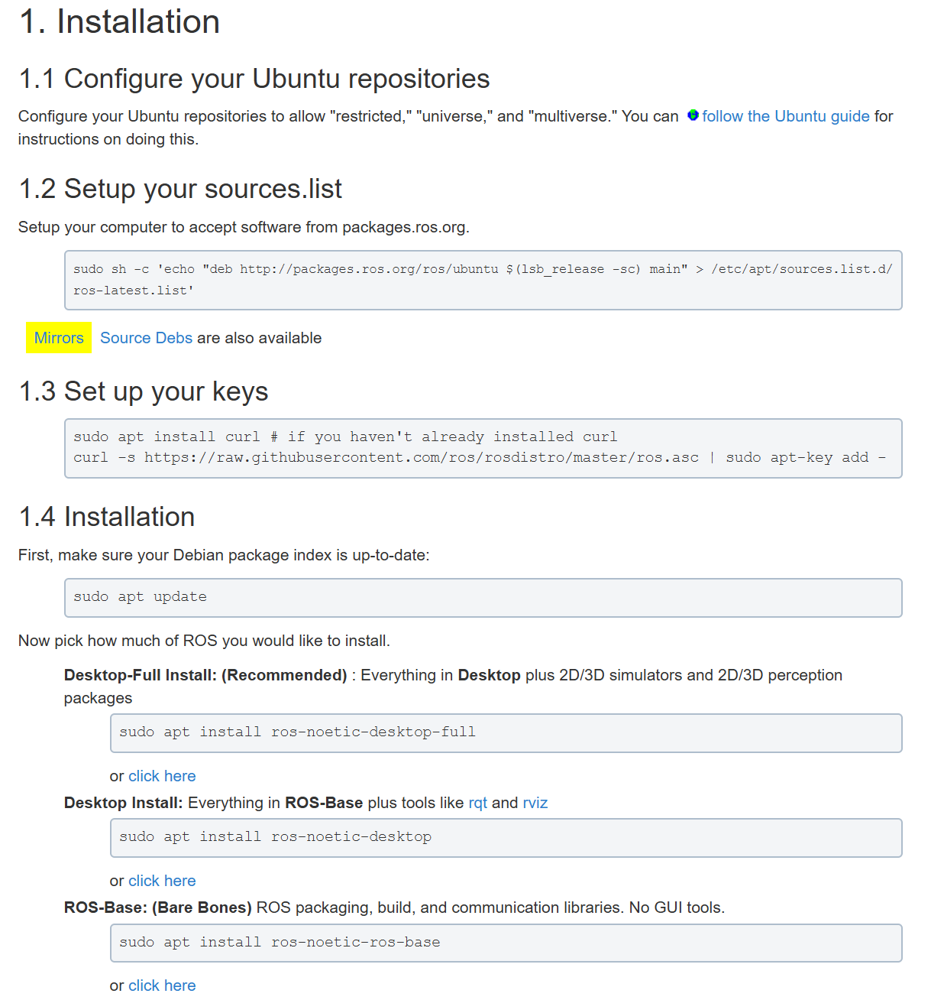 1. Installation
1.1 Configure your Ubuntu repositories
Configure your Ubuntu repositories to allow "restricted," "universe," and "multiverse." You can follow the Ubuntu guide for
instructions on doing this.
1.2 Setup your sources.list
Setup your computer to accept software from packages.ros.org.
sudo sh -c 'echo "deb http://packages.ros.org/ros/ubuntu $(lsb_release -sc) main" > /etc/apt/sources.list.d/
ros-latest.list'
Mirrors Source Debs are also available
1.3 Set up your keys
sudo apt install curl # if you haven't already installed curl
curl -s https://raw.githubusercontent.com/ros/rosdistro/master/ros.asc | sudo apt-key add -
1.4 Installation
First, make sure your Debian package index is up-to-date:
sudo apt update
Now pick how much of ROS you would like to install.
Desktop-Full Install: (Recommended) : Everything in Desktop plus 2D/3D simulators and 2D/3D perception
packages
sudo apt install ros-noetic-desktop-full
or click here
Desktop Install: Everything in ROS-Base plus tools like rqt and rviz
sudo apt install ros-noetic-desktop
or click here
ROS-Base: (Bare Bones) ROS packaging, build, and communication libraries. No GUI tools.
sudo apt install ros-noetic-ros-base
or click here